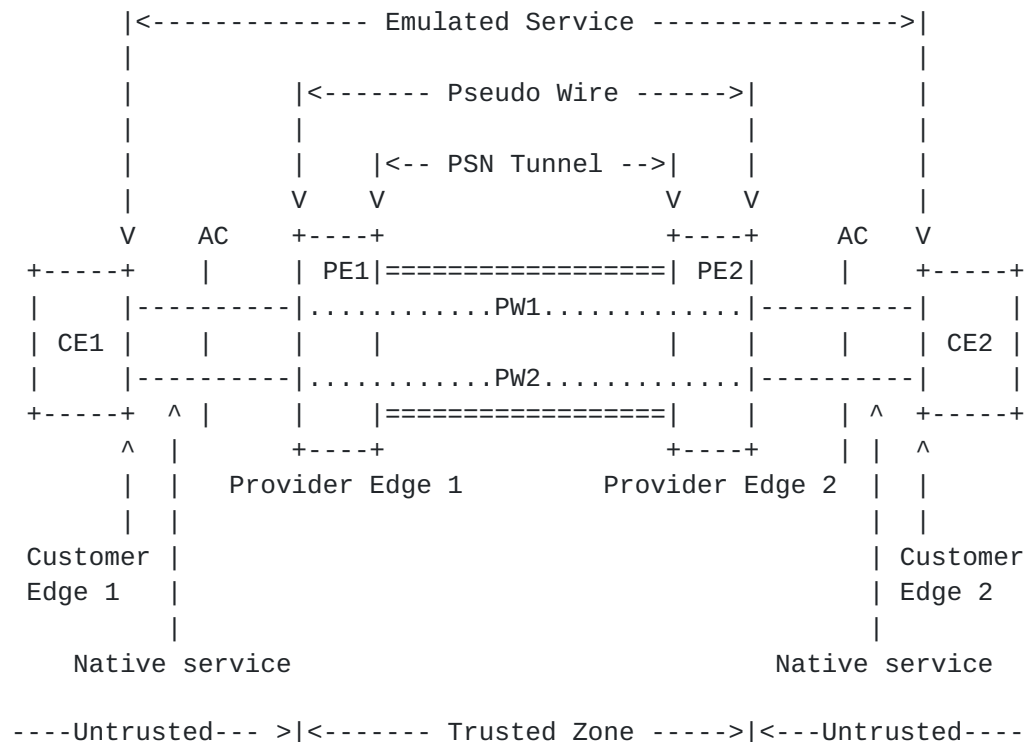 |<-------------- Emulated Service ---------------->|
| |
| |<------- Pseudo Wire ------>| |
| | | |
| | |<-- PSN Tunnel -->| | |
| V V V V |
V AC +----+ +----+ AC V
+-----+ | | PE1|==================| PE2| | +-----+
| |----------|............PW1.............|----------| |
| CE1 | | | | | | | | CE2 |
| |----------|............PW2.............|----------| |
+-----+ ^ | | |==================| | | ^ +-----+
^ | +----+ +----+ | | ^
| | Provider Edge 1 Provider Edge 2 | |
| | | |
Customer | | Customer
Edge 1 | | Edge 2
| |
Native service Native service
----Untrusted--- >|<------- Trusted Zone ----->|<---Untrusted----